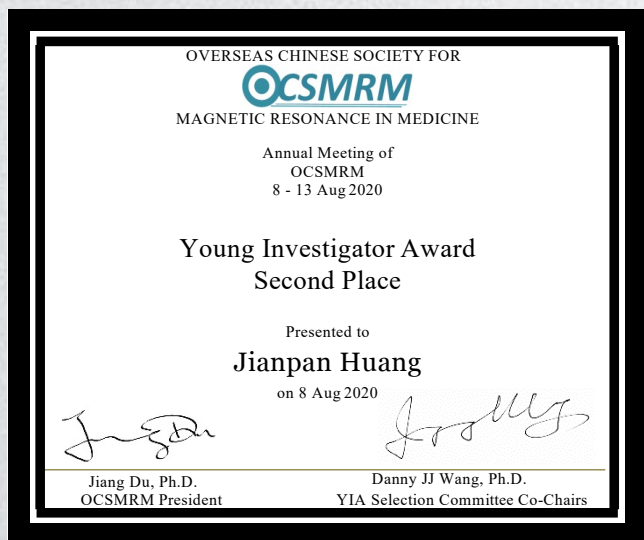 OVERSEAS CHINESE SOCIETY FOR
OCSMRM
MAGNETIC RESONANCE IN MEDICINE
Annual Meeting of
OCSMRM
8 - 13 Aug 2020
Young Investigator Award
Second Place
Presented to
Jianpan Huang
on 8 Aug 2020
Jiang Du, Ph.D.
OCSMRM President
Danny JJ Wang, Ph.D.
YIA Selection Committee Co-Chairs